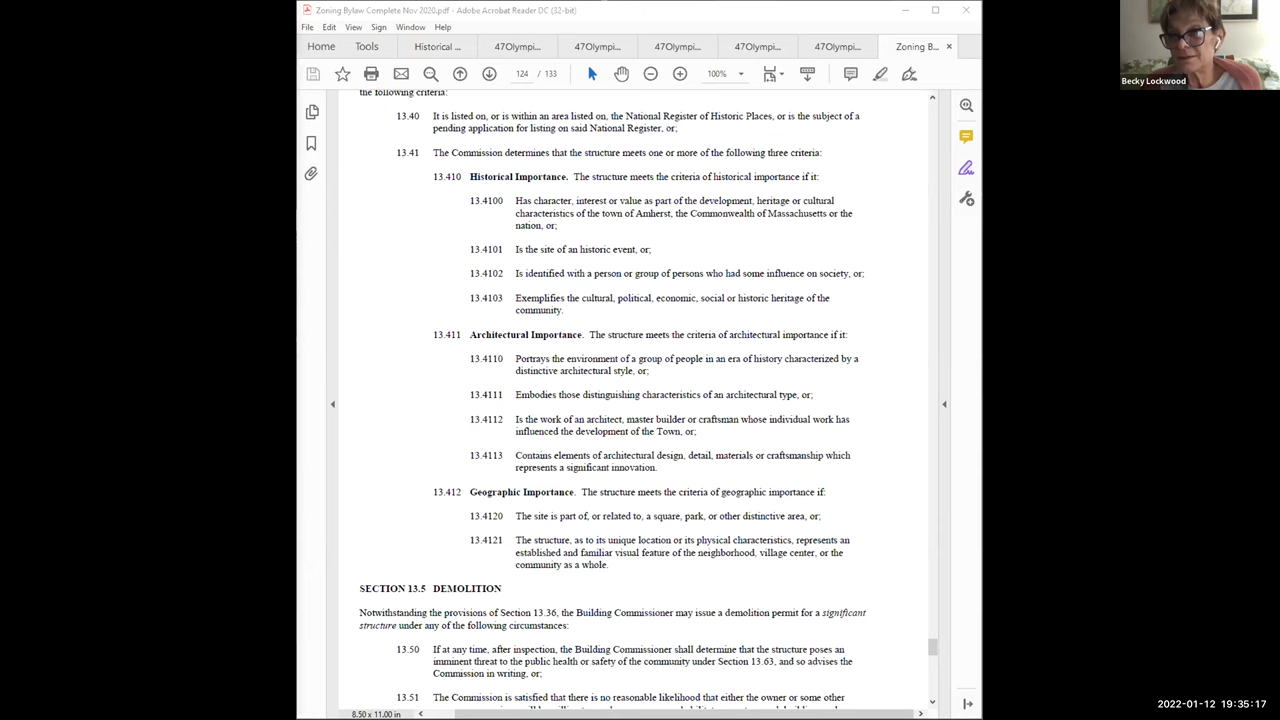 Zoning Bylaw Complete Nov 2020.pdf - Adobe Acrobat Reader DC (32-bit)
File Edit View Sign Window Help
Home Tools Historical ... 47Olympi... 47Olympi... 47Olympi... 47Olympi... 47Olympi... Zoning B... ×
124 / 133 100%
the following criteria:
13.40 It is listed on, or is within an area listed on, the National Register of Historic Places, or is the subject of a
pending application for listing on said National Register, or;
13.41 The Commission determines that the structure meets one or more of the following three criteria:
13.410 Historical Importance. The structure meets the criteria of historical importance if it:
13.4100 Has character, interest or value as part of the development, heritage or cultural
characteristics of the town of Amherst, the Commonwealth of Massachusetts or the
nation, or;
13.4101 Is the site of an historic event, or;
13.4102 Is identified with a person or group of persons who had some influence on society, or;
13.4103 Exemplifies the cultural, political, economic, social or historic heritage of the
community.
13.411 Architectural Importance. The structure meets the criteria of architectural importance if it:
13.4110 Portrays the environment of a group of people in an era of history characterized by a
distinctive architectural style, or;
13.4111 Embodies those distinguishing characteristics of an architectural type, or;
13.4112 Is the work of an architect, master builder or craftsman whose individual work has
influenced the development of the Town, or;
13.4113 Contains elements of architectural design, detail, materials or craftsmanship which
represents a significant innovation.
13.412 Geographic Importance. The structure meets the criteria of geographic importance if:
13.4120 The site is part of, or related to, a square, park, or other distinctive area, or;
13.4121 The structure, as to its unique location or its physical characteristics, represents an
established and familiar visual feature of the neighborhood, village center, or the
community as a whole.
SECTION 13.5 DEMOLITION
Notwithstanding the provisions of Section 13.36, the Building Commissioner may issue a demolition permit for a significant
structure under any of the following circumstances:
13.50 If at any time, after inspection, the Building Commissioner shall determine that the structure poses an
imminent threat to the public health or safety of the community under Section 13.63, and so advises the
Commission in writing, or;
13.51 The Commission is satisfied that there is no reasonable likelihood that either the owner or some other
8.50 x 11.00 in
Becky Lockwood
2022-01-12 19:35:17